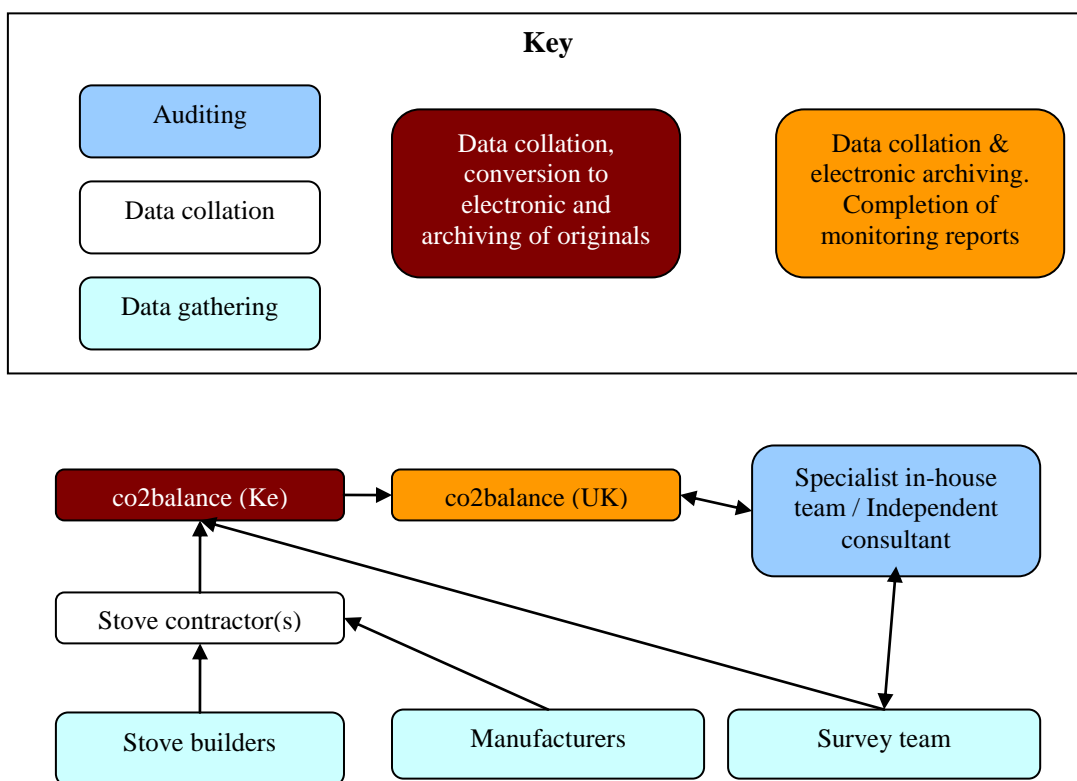 Key
Auditing
Data collation
Data gathering
Data collation,
conversion to
electronic and
archiving of originals
Data collation &
electronic archiving.
Completion of
monitoring reports
co2balance (Ke)
co2balance (UK)
Specialist in-house
team / Independent
consultant
Stove contractor(s)
Stove builders
Manufacturers
Survey team